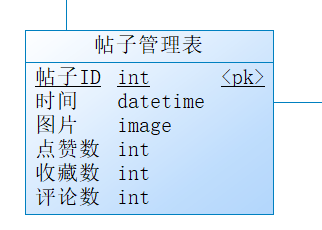 帖子管理表
帖子ID int <pk>
时间 datetime
图片 image
点赞数 int
收藏数 int
评论数 int